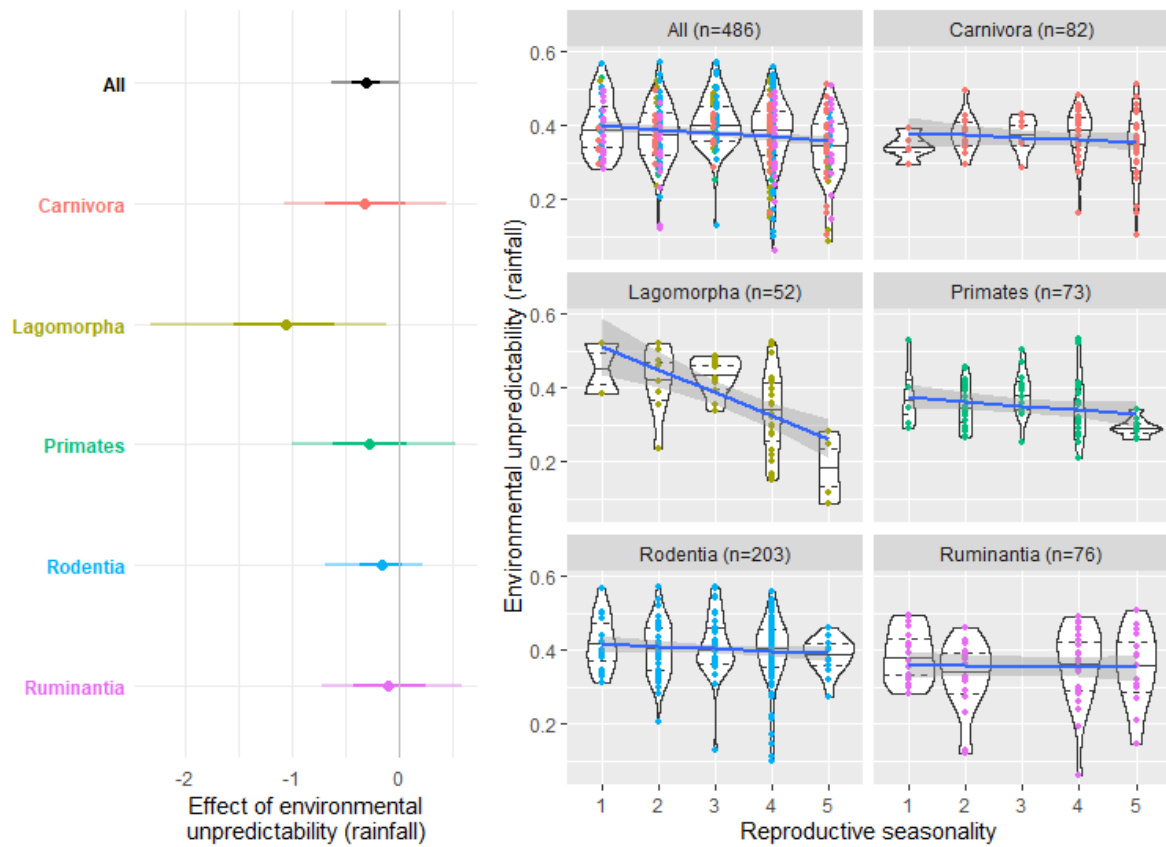 All
Carnivora
Lagomorpha
Primates
Rodentia
Ruminantia
-2
-1
0
Effect of environmental
unpredictability (rainfall)
Environmental unpredictability (rainfall)
All (n=486)
Carnivora (n=82)
0.6
0.4
0.2
Lagomorpha (n=52)
Primates (n=73)
0.6
0.4
0.2
Rodentia (n=203)
Ruminantia (n=76)
0.6
0.4
0.2
1 2 3 4 5 1 2 3 4 5
Reproductive seasonality